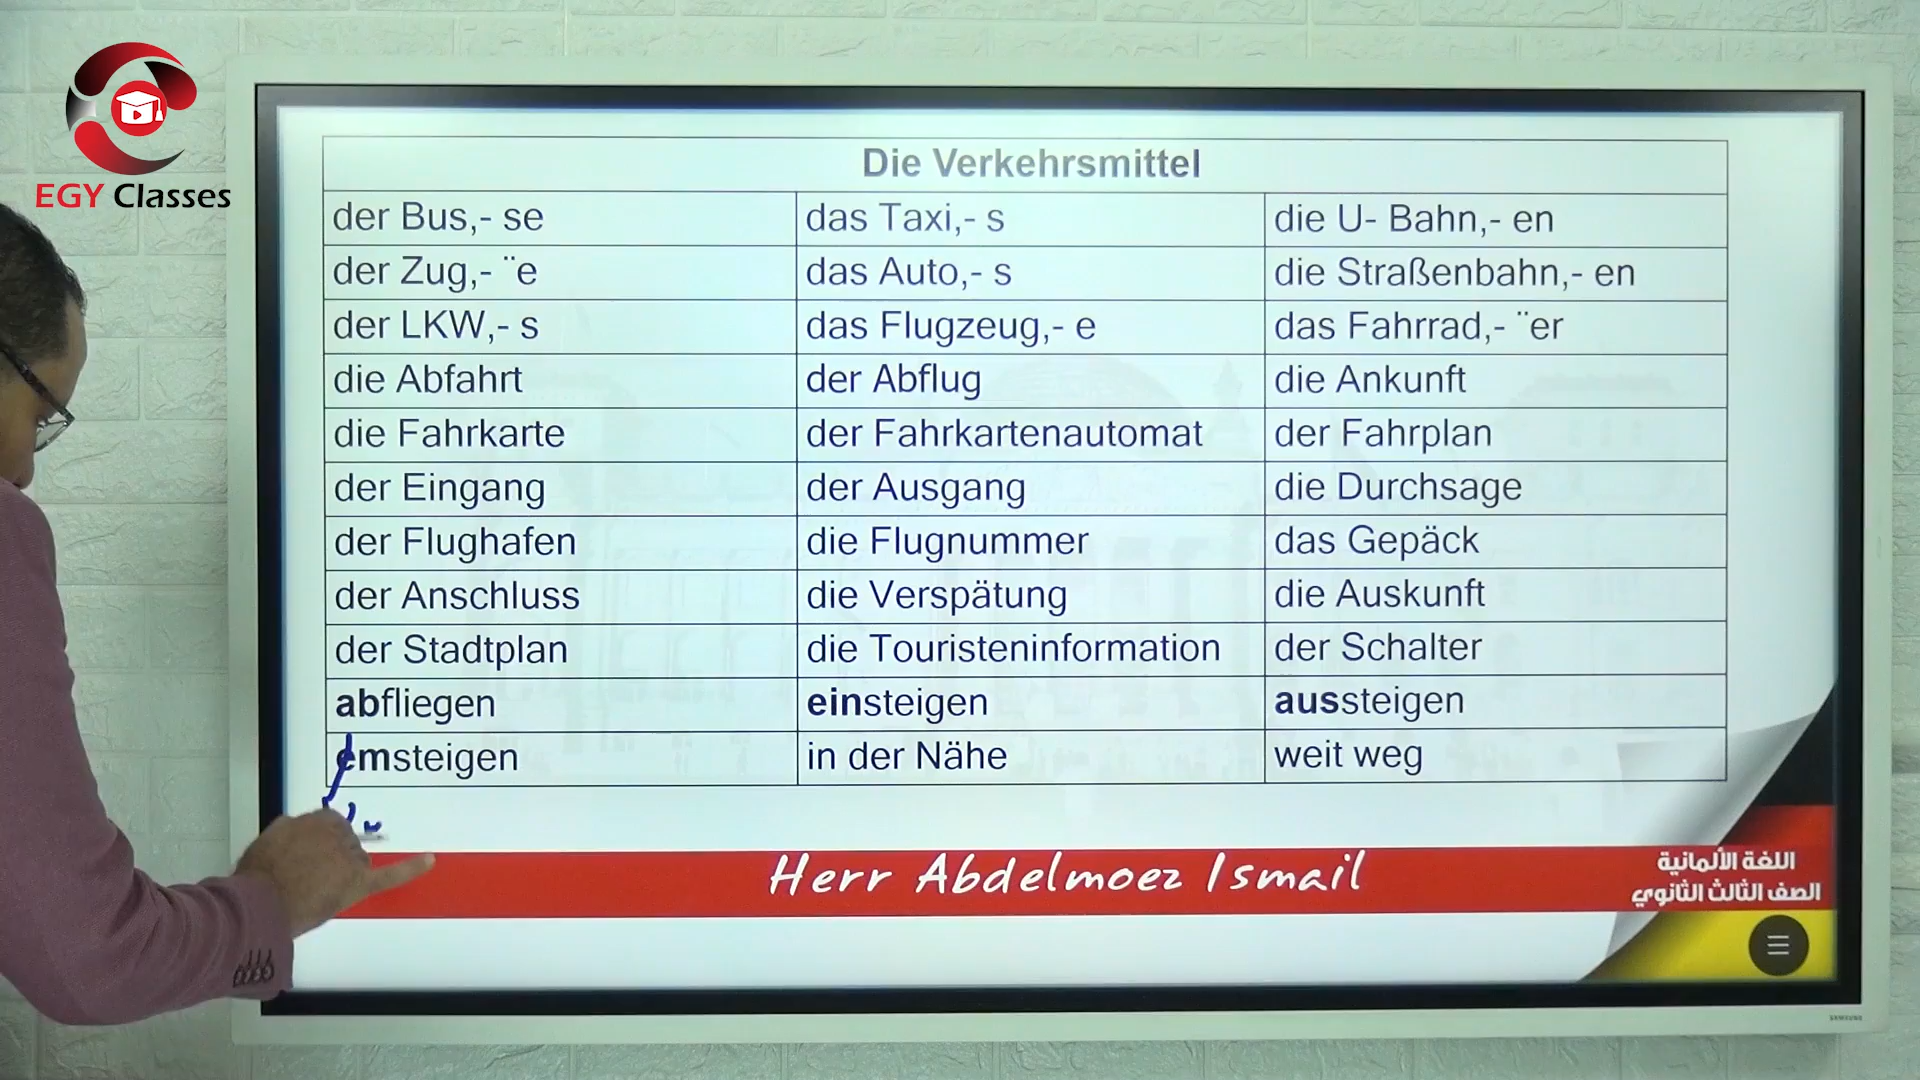 EGY Classes
Die Verkehrsmittel
der Bus,- se das Taxi,- s die U- Bahn,- en
der Zug,- ¨e das Auto,- s die Straßenbahn,- en
der LKW,- s das Flugzeug,- e das Fahrrad,- ¨er
die Abfahrt der Abflug die Ankunft
die Fahrkarte der Fahrkartenautomat der Fahrplan
der Eingang der Ausgang die Durchsage
der Flughafen die Flugnummer das Gepäck
der Anschluss die Verspätung die Auskunft
der Stadtplan die Touristeninformation der Schalter
abfliegen einsteigen aussteigen
emsteigen in der Nähe weit weg
Herr Abdelmoez Ismail
اللغة الألمانية
الصف الثالث الثانوي
SAMSUNG